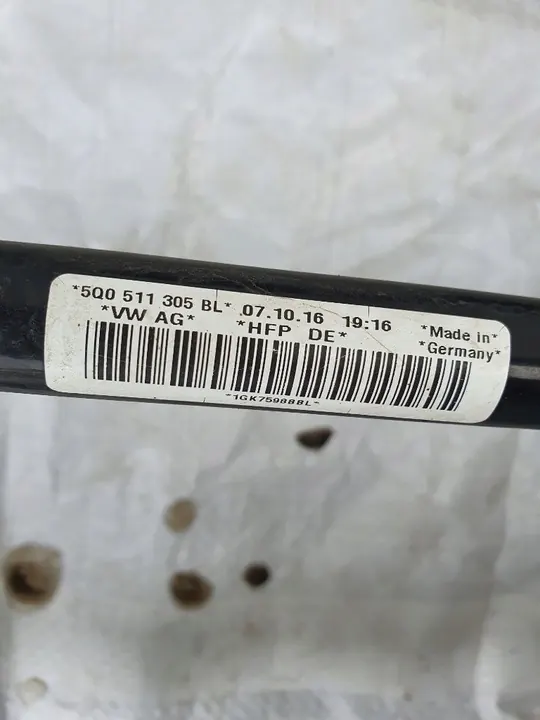 *5Q0 511 305 BL* 07.10.16 19:16 *Made in*
*VW AG* *HFP DE* *Germany*
*1GK759888L*